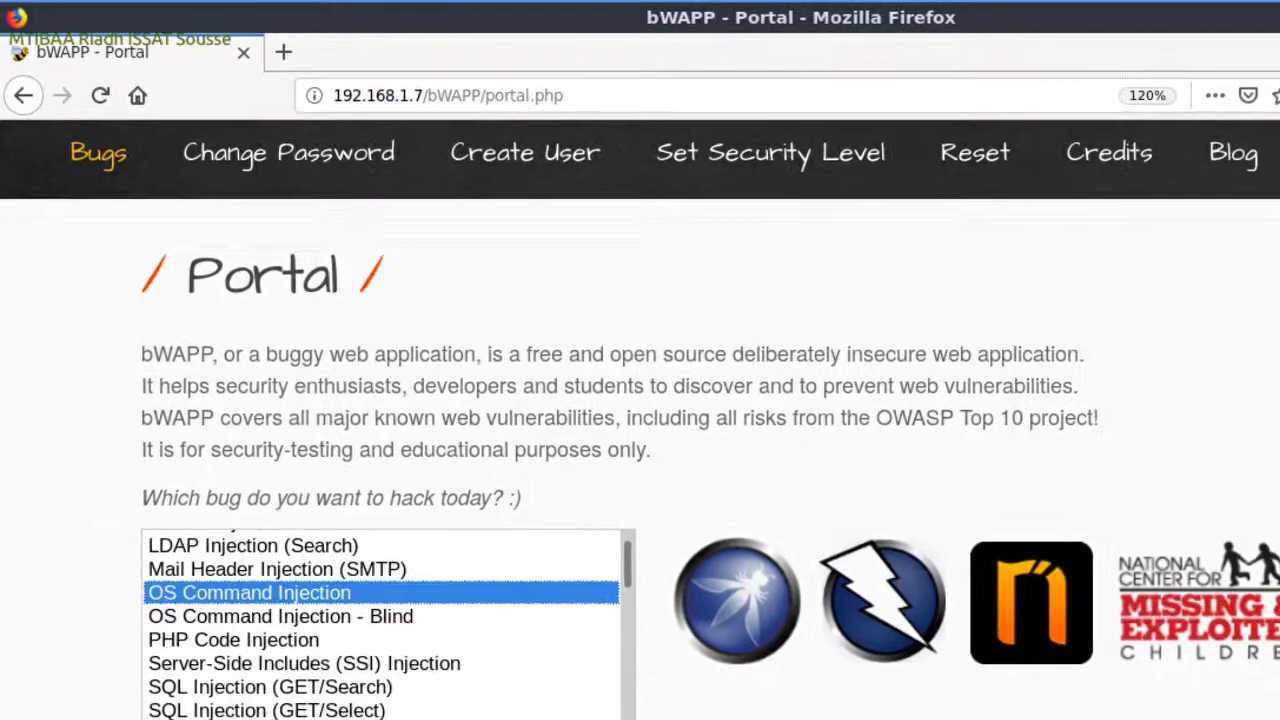 bWAPP - Portal - Mozilla Firefox
MTIBAA Riadh ISSAT Sousse
bWAPP - Portal
192.168.1.7/bWAPP/portal.php
120%
Bugs Change Password Create User Set Security Level Reset Credits Blog
/ Portal /
bWAPP, or a buggy web application, is a free and open source deliberately insecure web application.
It helps security enthusiasts, developers and students to discover and to prevent web vulnerabilities.
bWAPP covers all major known web vulnerabilities, including all risks from the OWASP Top 10 project!
It is for security-testing and educational purposes only.
Which bug do you want to hack today? :)
LDAP Injection (Search)
Mail Header Injection (SMTP)
OS Command Injection
OS Command Injection - Blind
PHP Code Injection
Server-Side Includes (SSI) Injection
SQL Injection (GET/Search)
SQL Injection (GET/Select)
n
NATIONAL
CENTER FOR
MISSING &
EXPLOITE
CHILDRE